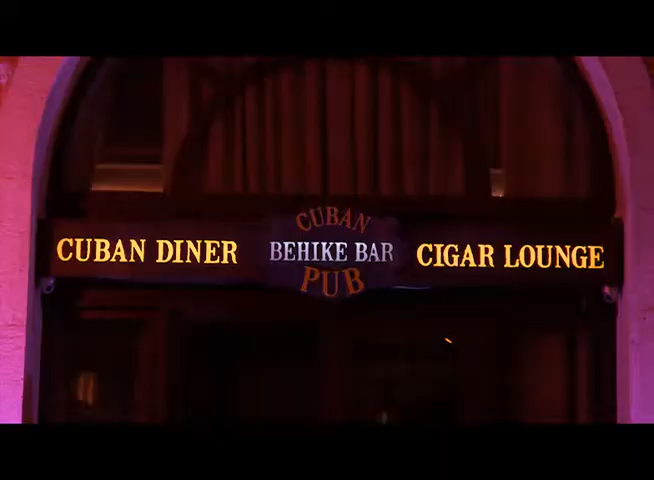 CUBAN DINER
CUBAN
BEHIKE BAR
PUB
CIGAR LOUNGE